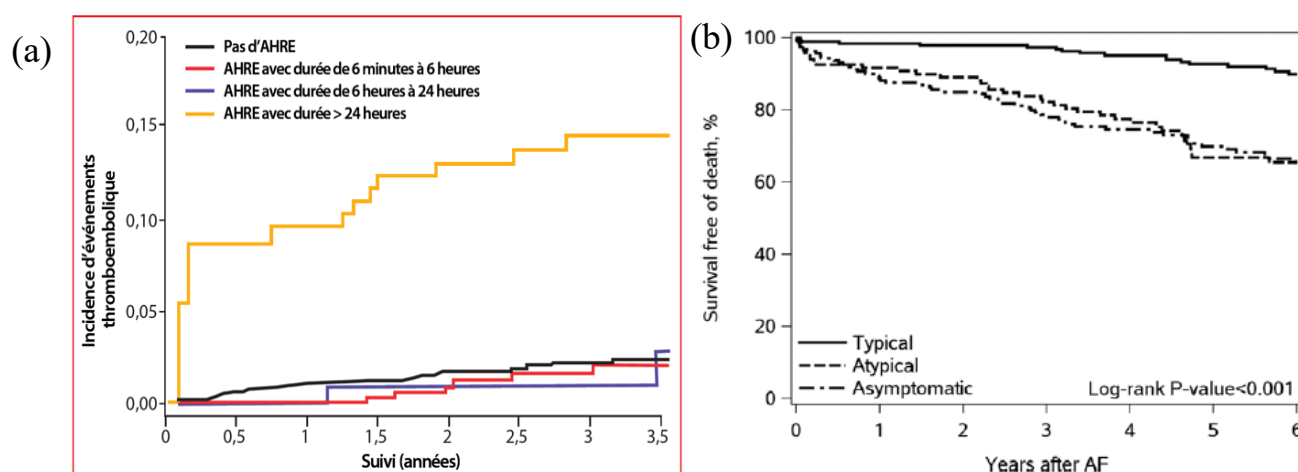 (a)
0,20
0,15
0,10
0,05
0,00
Incidence d'événements
thromboembolique
Pas d'AHRE
AHRE avec durée de 6 minutes à 6 heures
AHRE avec durée de 6 heures à 24 heures
AHRE avec durée > 24 heures
0
0,5
1
1,5
2
2,5
3
3,5
Suivi (années)
(b)
100
80
60
40
20
0
Survival free of death, %
Typical
Atypical
Asymptomatic
Log-rank P-value<0.001
0
1
2
3
4
5
6
Years after AF